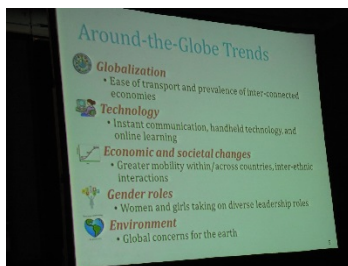 Around-the-Globe Trends
Globalization
• Ease of transport and prevalence of inter-connected
economies
Technology
• Instant communication, handheld technology, and
online learning
Economic and societal changes
• Greater mobility within/across countries, inter-ethnic
interactions
Gender roles
• Women and girls taking on diverse leadership roles
Environment
• Global concerns for the earth